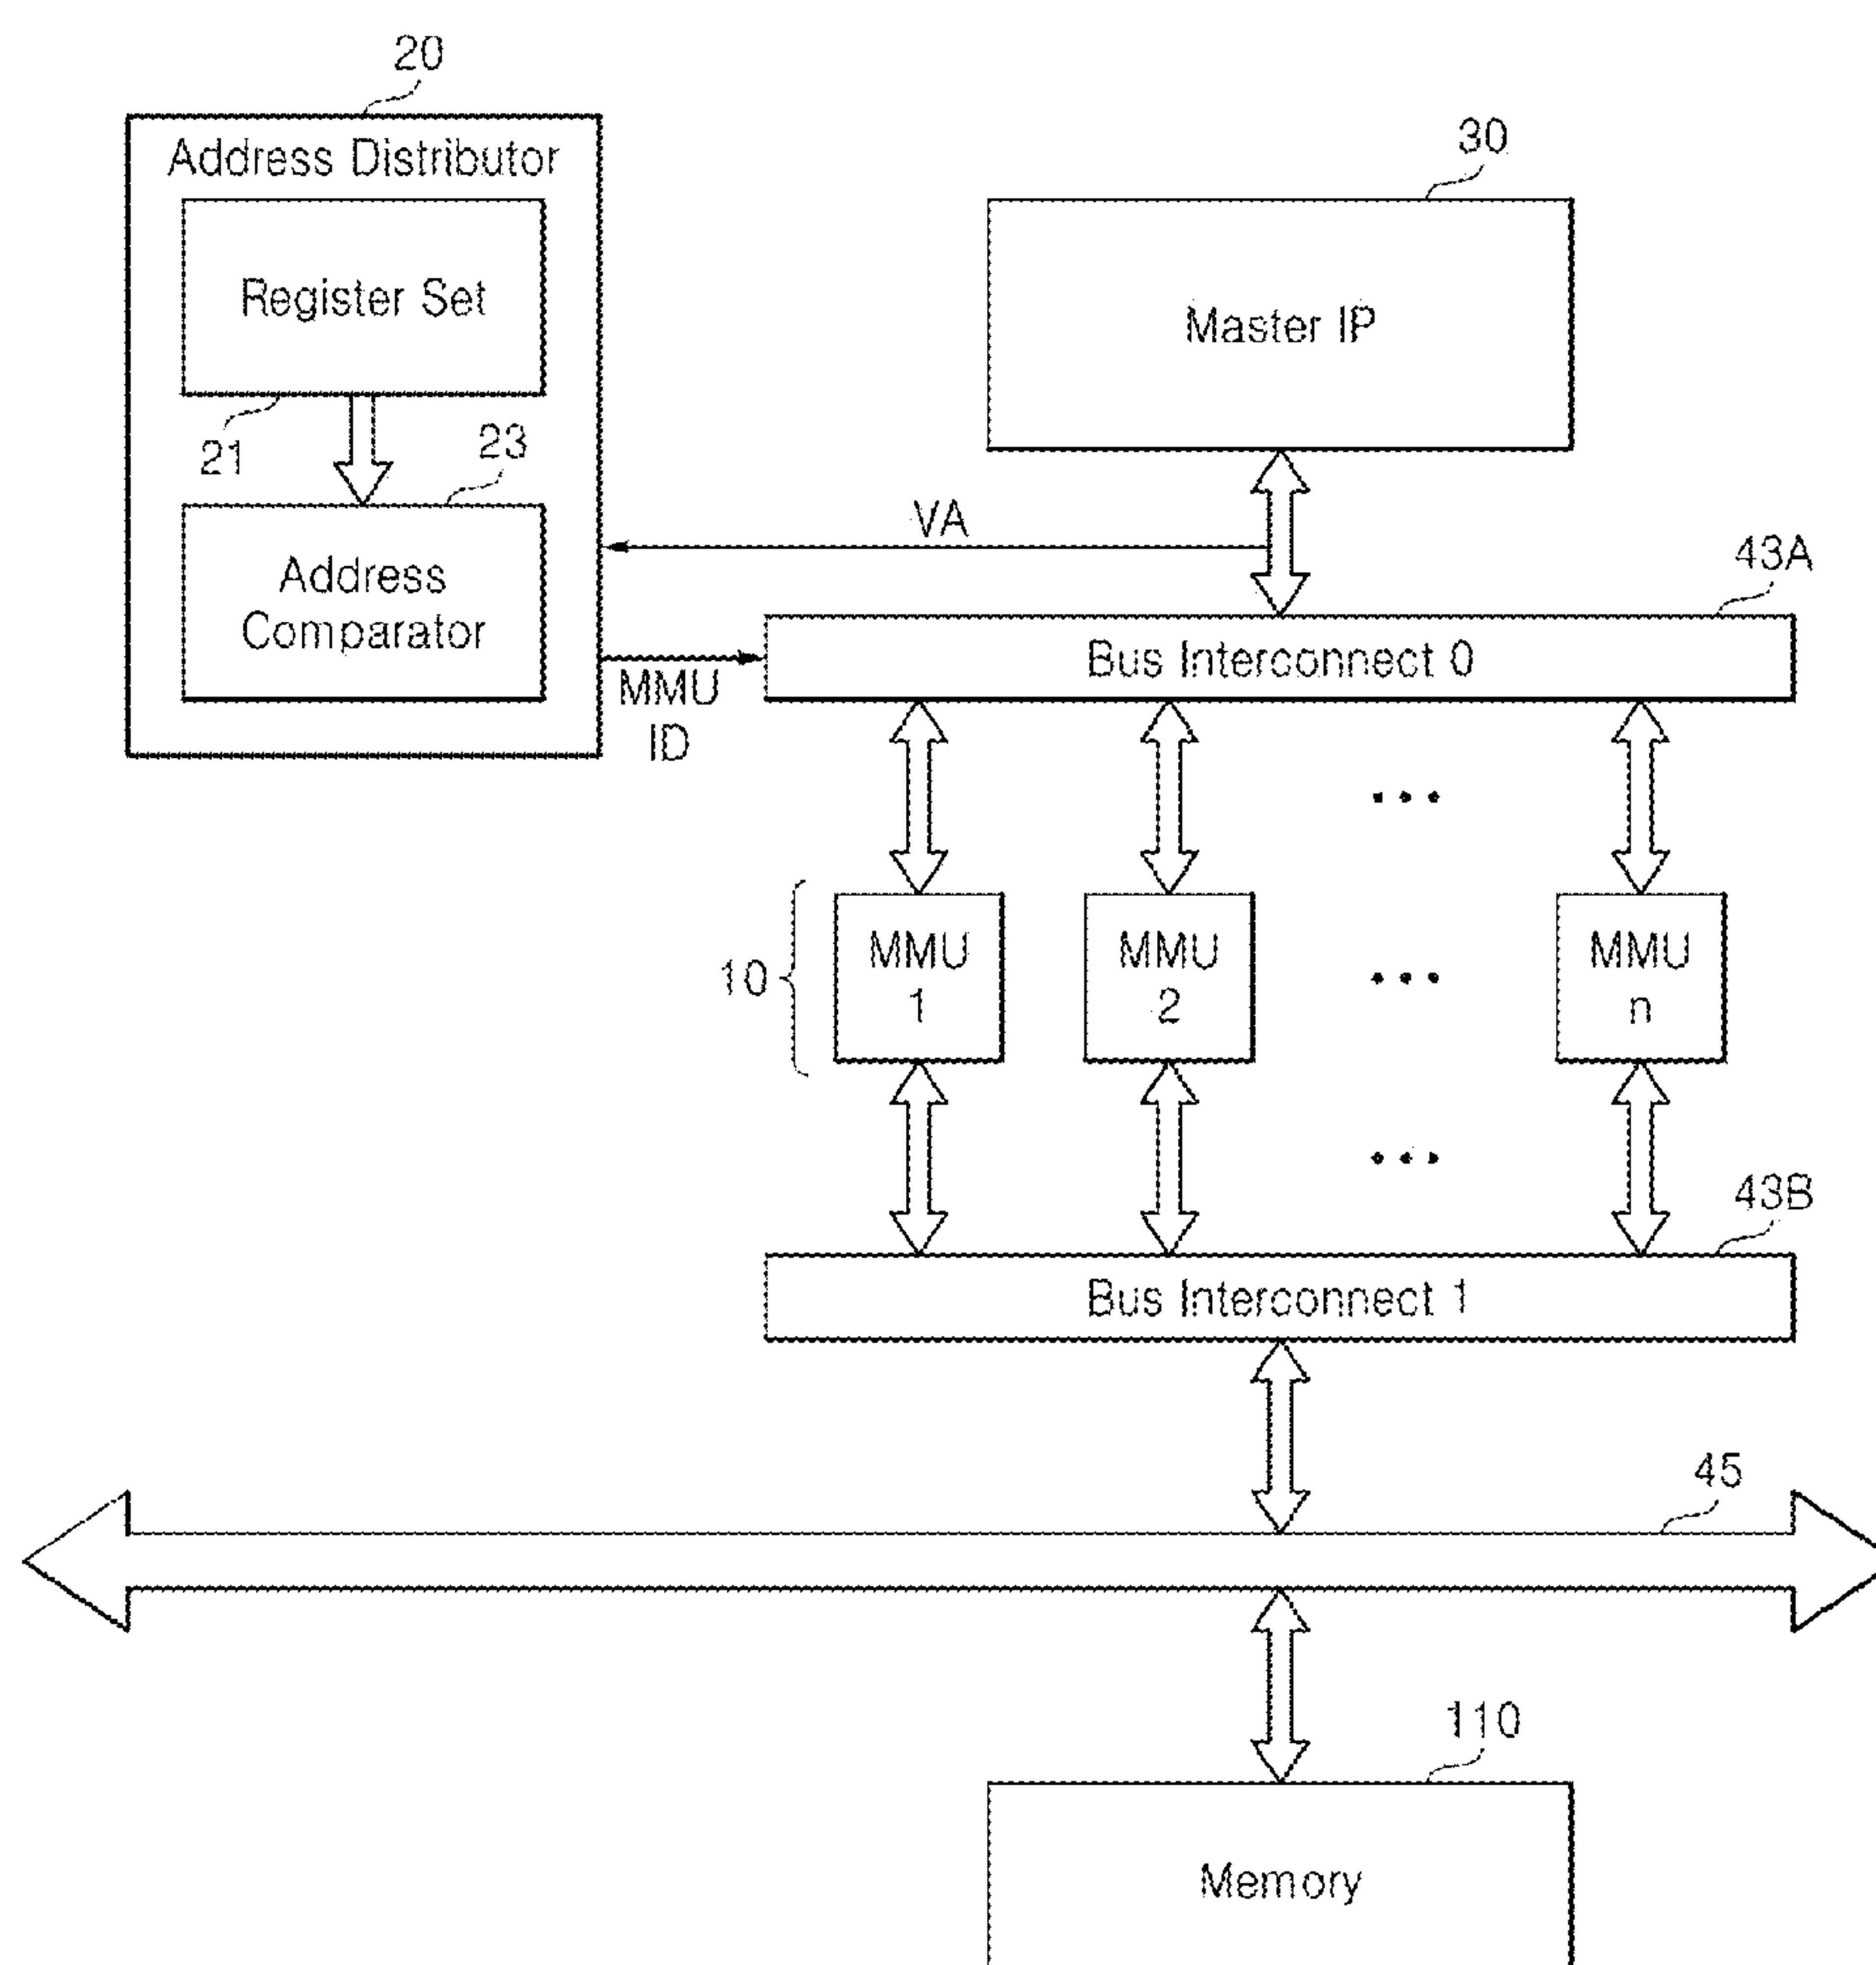 20
Address Distributor
30
Register Set
Master IP
21
23
VA
43A
Address
Comparator
Bus Interconnect 0
MMU
ID
...
10
MMU
1
MMU
2
...
MMU
n
...
43B
Bus Interconnect 1
45
110
Memory